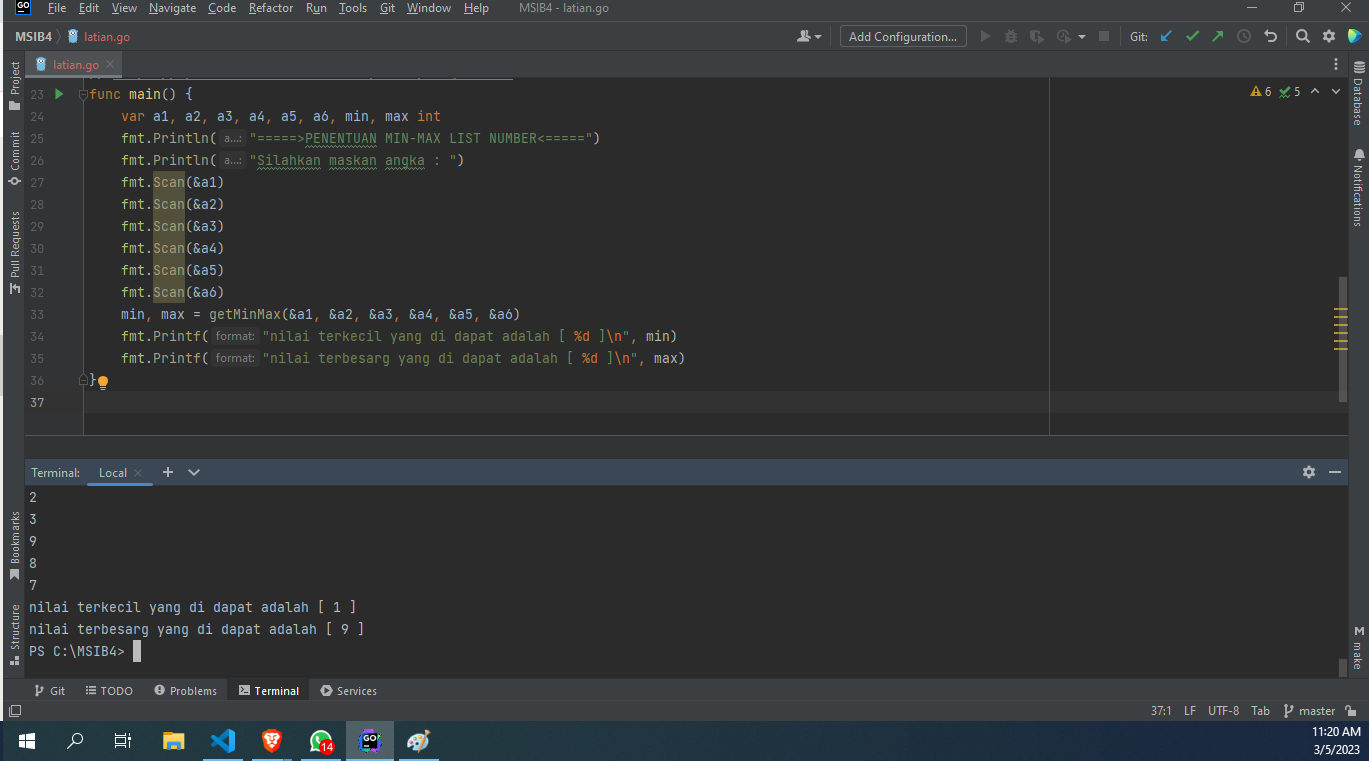 File Edit View Navigate Code Refactor Run Tools Git Window Help MSIB4 - latian.go
MSIB4 latian.go Add Configuration... Git:
latian.go
23 func main() {
24 var a1, a2, a3, a4, a5, a6, min, max int
25 fmt.Println( a...: "=====>PENENTUAN MIN-MAX LIST NUMBER<=====")
26 fmt.Println( a...: "Silahkan maskan angka : ")
27 fmt.Scan(&a1)
28 fmt.Scan(&a2)
29 fmt.Scan(&a3)
30 fmt.Scan(&a4)
31 fmt.Scan(&a5)
32 fmt.Scan(&a6)
33 min, max = getMinMax(&a1, &a2, &a3, &a4, &a5, &a6)
34 fmt.Printf( format: "nilai terkecil yang di dapat adalah [ %d ]\n", min)
35 fmt.Printf( format: "nilai terbesarg yang di dapat adalah [ %d ]\n", max)
36 }
37
6 5
Project
Commit
Pull Requests
Bookmarks
Structure
Database
Notifications
make
Terminal: Local
2
3
9
8
7
nilai terkecil yang di dapat adalah [ 1 ]
nilai terbesarg yang di dapat adalah [ 9 ]
PS C:\MSIB4>
Git TODO Problems Terminal Services
37:1 LF UTF-8 Tab master
GO
14
11:20 AM
3/5/2023